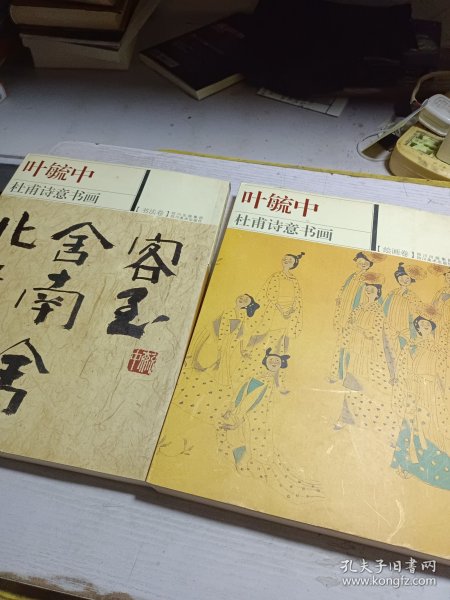 叶毓中
杜甫诗意书画
[书法卷]
客至
舍南
舍北
叶毓中
杜甫诗意书画
[绘画卷]
孔夫子旧书网
www.kongfz.com